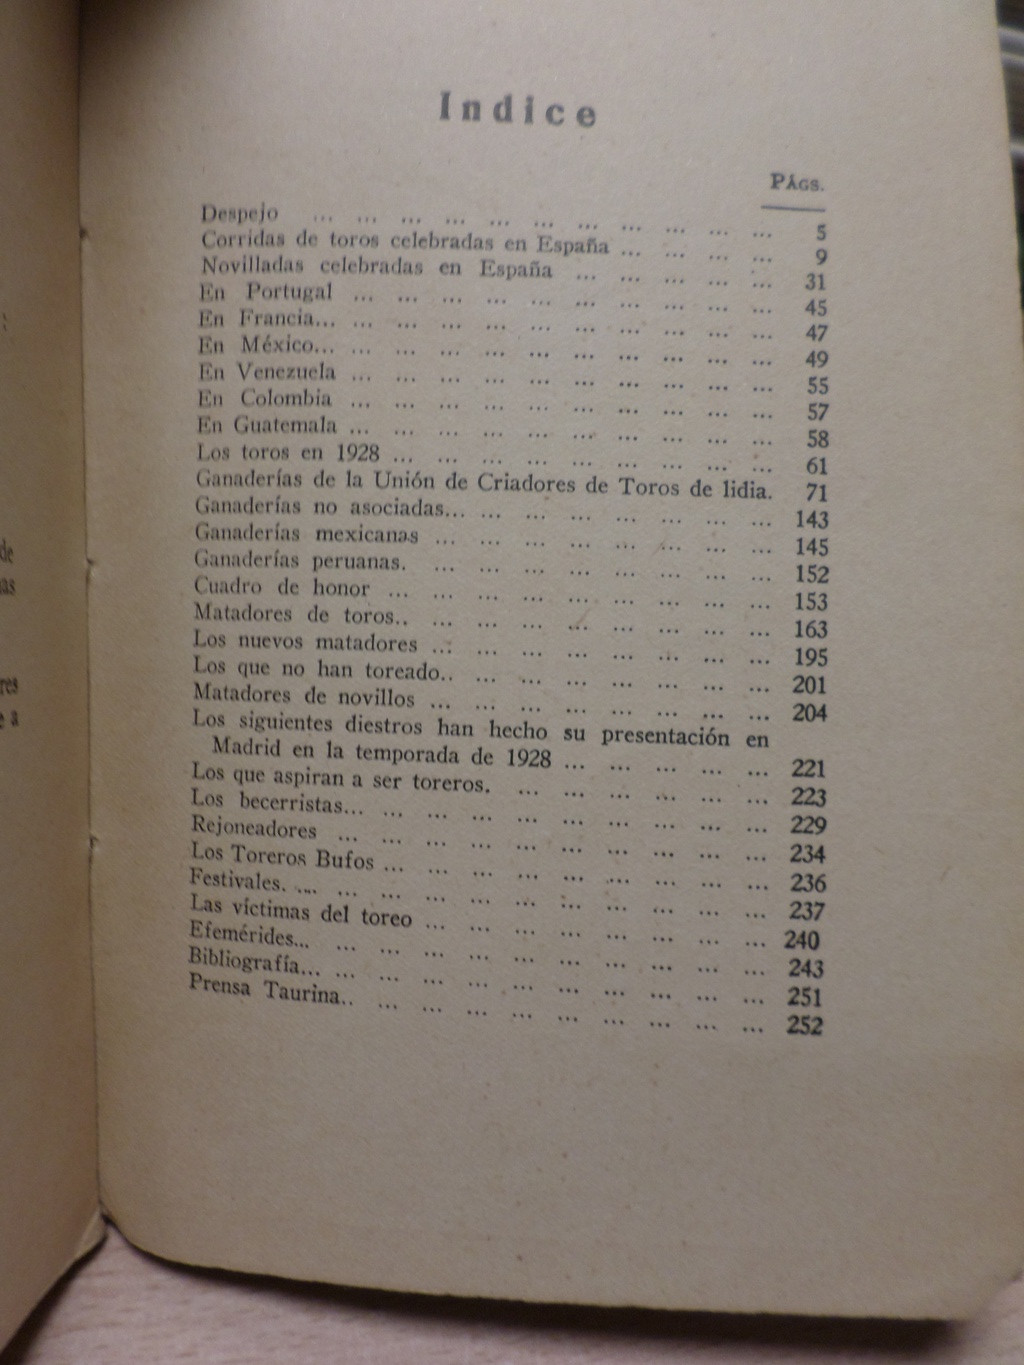 Indice
PÁGS.
Despejo ... ... ... ... ... ... ... ... ... ... ... 5
Corridas de toros celebradas en España ... ... ... ... 9
Novilladas celebradas en España ... ... ... ... ... 31
En Portugal ... ... ... ... ... ... ... ... ... ... 45
En Francia... ... ... ... ... ... ... ... ... ... ... 47
En México... ... ... ... ... ... ... ... ... ... ... 49
En Venezuela ... ... ... ... ... ... ... ... ... ... 55
En Colombia ... ... ... ... ... ... ... ... ... ... 57
En Guatemala ... ... ... ... ... ... ... ... ... ... 58
Los toros en 1928 ... ... ... ... ... ... ... ... ... 61
Ganaderías de la Unión de Criadores de Toros de lidia. 71
Ganaderías no asociadas... ... ... ... ... ... ... ... 143
Ganaderías mexicanas ... ... ... ... ... ... ... ... 145
Ganaderías peruanas. ... ... ... ... ... ... ... ... 152
Cuadro de honor ... ... ... ... ... ... ... ... ... 153
Matadores de toros.. ... ... ... ... ... ... ... ... 163
Los nuevos matadores ... ... ... ... ... ... ... ... 195
Los que no han toreado.. ... ... ... ... ... ... ... 201
Matadores de novillos ... ... ... ... ... ... ... ... 204
Los siguientes diestros han hecho su presentación en
Madrid en la temporada de 1928 ... ... ... ... ... 221
Los que aspiran a ser toreros. ... ... ... ... ... ... 223
Los becerristas... ... ... ... ... ... ... ... ... ... 229
Rejoneadores ... ... ... ... ... ... ... ... ... ... 234
Los Toreros Bufos ... ... ... ... ... ... ... ... ... 236
Festivales. ... ... ... ... ... ... ... ... ... ... ... 237
Las víctimas del toreo ... ... ... ... ... ... ... ... 240
Efemérides... ... ... ... ... ... ... ... ... ... ... 243
Bibliografía... ... ... ... ... ... ... ... ... ... ... 251
Prensa Taurina.. ... ... ... ... ... ... ... ... ... 252